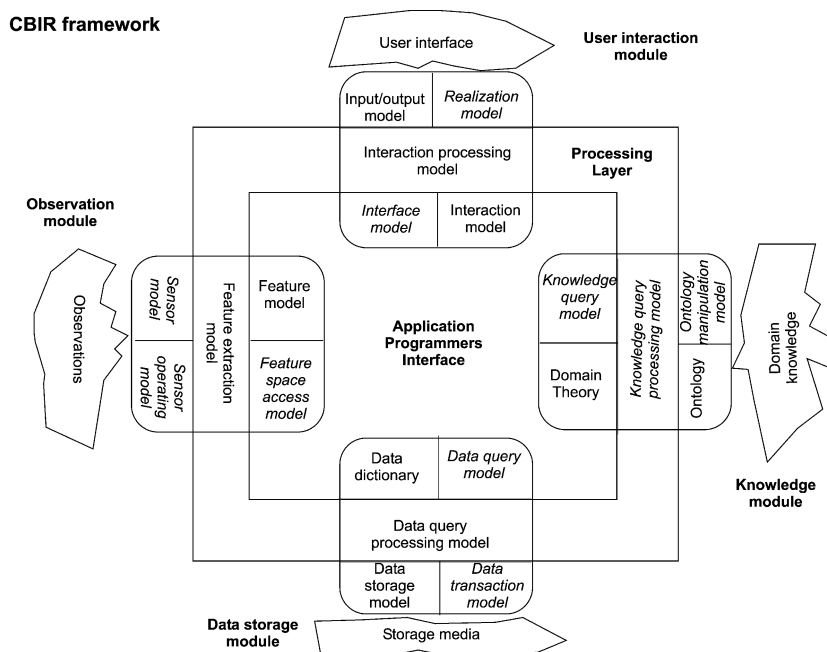 CBIR framework
User interface
User interaction
module
Input/output
model
Realization
model
Interaction processing
model
Processing
Layer
Interface
model
Interaction
model
Observation
module
Observations
Sensor
model
Sensor
operating
model
Feature extraction
model
Feature
model
Feature
space
access
model
Application
Programmers
Interface
Knowledge
query
model
Domain
Theory
Knowledge query
processing model
Ontology
manipulation
model
Ontology
Domain
knowledge
Knowledge
module
Data
dictionary
Data query
model
Data query
processing model
Data
storage
model
Data
transaction
model
Data storage
module
Storage media